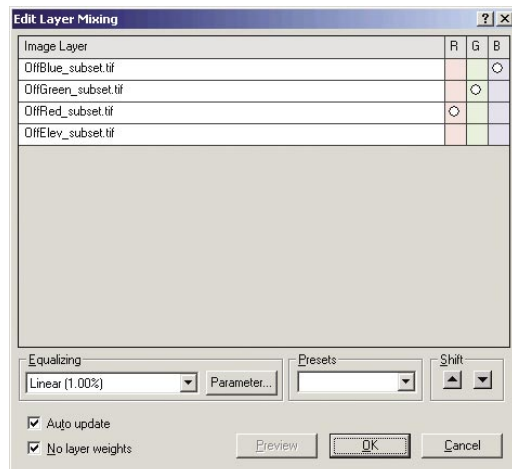 Edit Layer Mixing
Image Layer R G B
OffBlue_subset.tif
OffGreen_subset.tif
OffRed_subset.tif
OffElev_subset.tif
Equalizing Presets Shift
Linear (1.00%) Parameter...
Auto update
No layer weights Preview OK Cancel